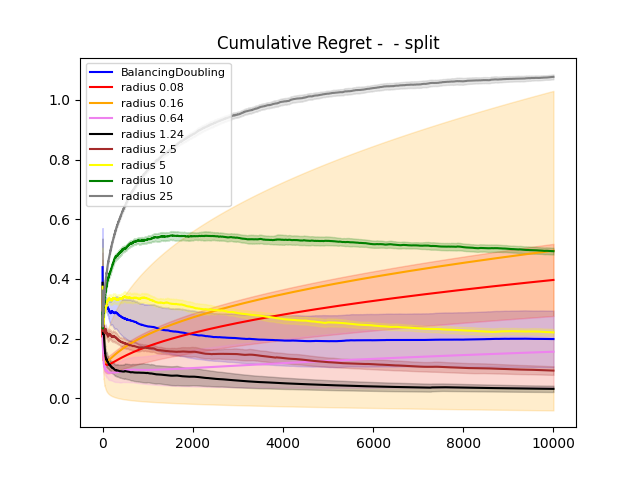 Cumulative Regret -  - split
BalancingDoubling
radius 0.08
radius 0.16
radius 0.64
radius 1.24
radius 2.5
radius 5
radius 10
radius 25
1.0
0.8
0.6
0.4
0.2
0.0
0 2000 4000 6000 8000 10000